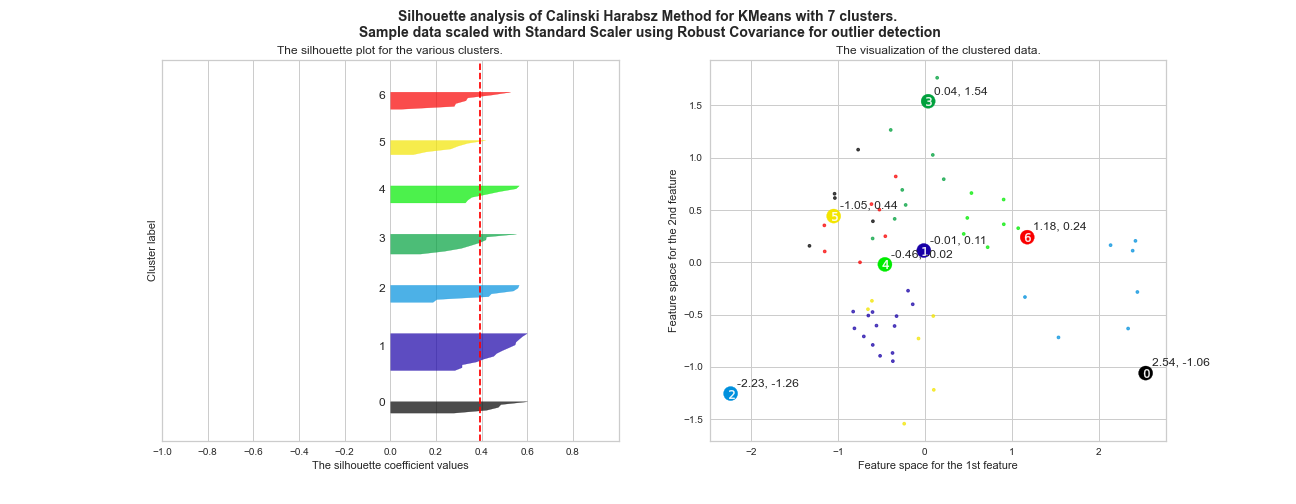 Silhouette analysis of Calinski Harabsz Method for KMeans with 7 clusters.
Sample data scaled with Standard Scaler using Robust Covariance for outlier detection
The silhouette plot for the various clusters.
6
5
4
3
2
1
0
Cluster label
−1.0 −0.8 −0.6 −0.4 −0.2 0.0 0.2 0.4 0.6 0.8
The silhouette coefficient values
The visualization of the clustered data.
1.5
1.0
0.5
0.0
−0.5
−1.0
−1.5
Feature space for the 2nd feature
3 0.04, 1.54
5 -1.05, 0.44
6 1.18, 0.24
1 -0.01, 0.11
4 -0.46, -0.02
0 2.54, -1.06
2 -2.23, -1.26
−2 −1 0 1 2
Feature space for the 1st feature